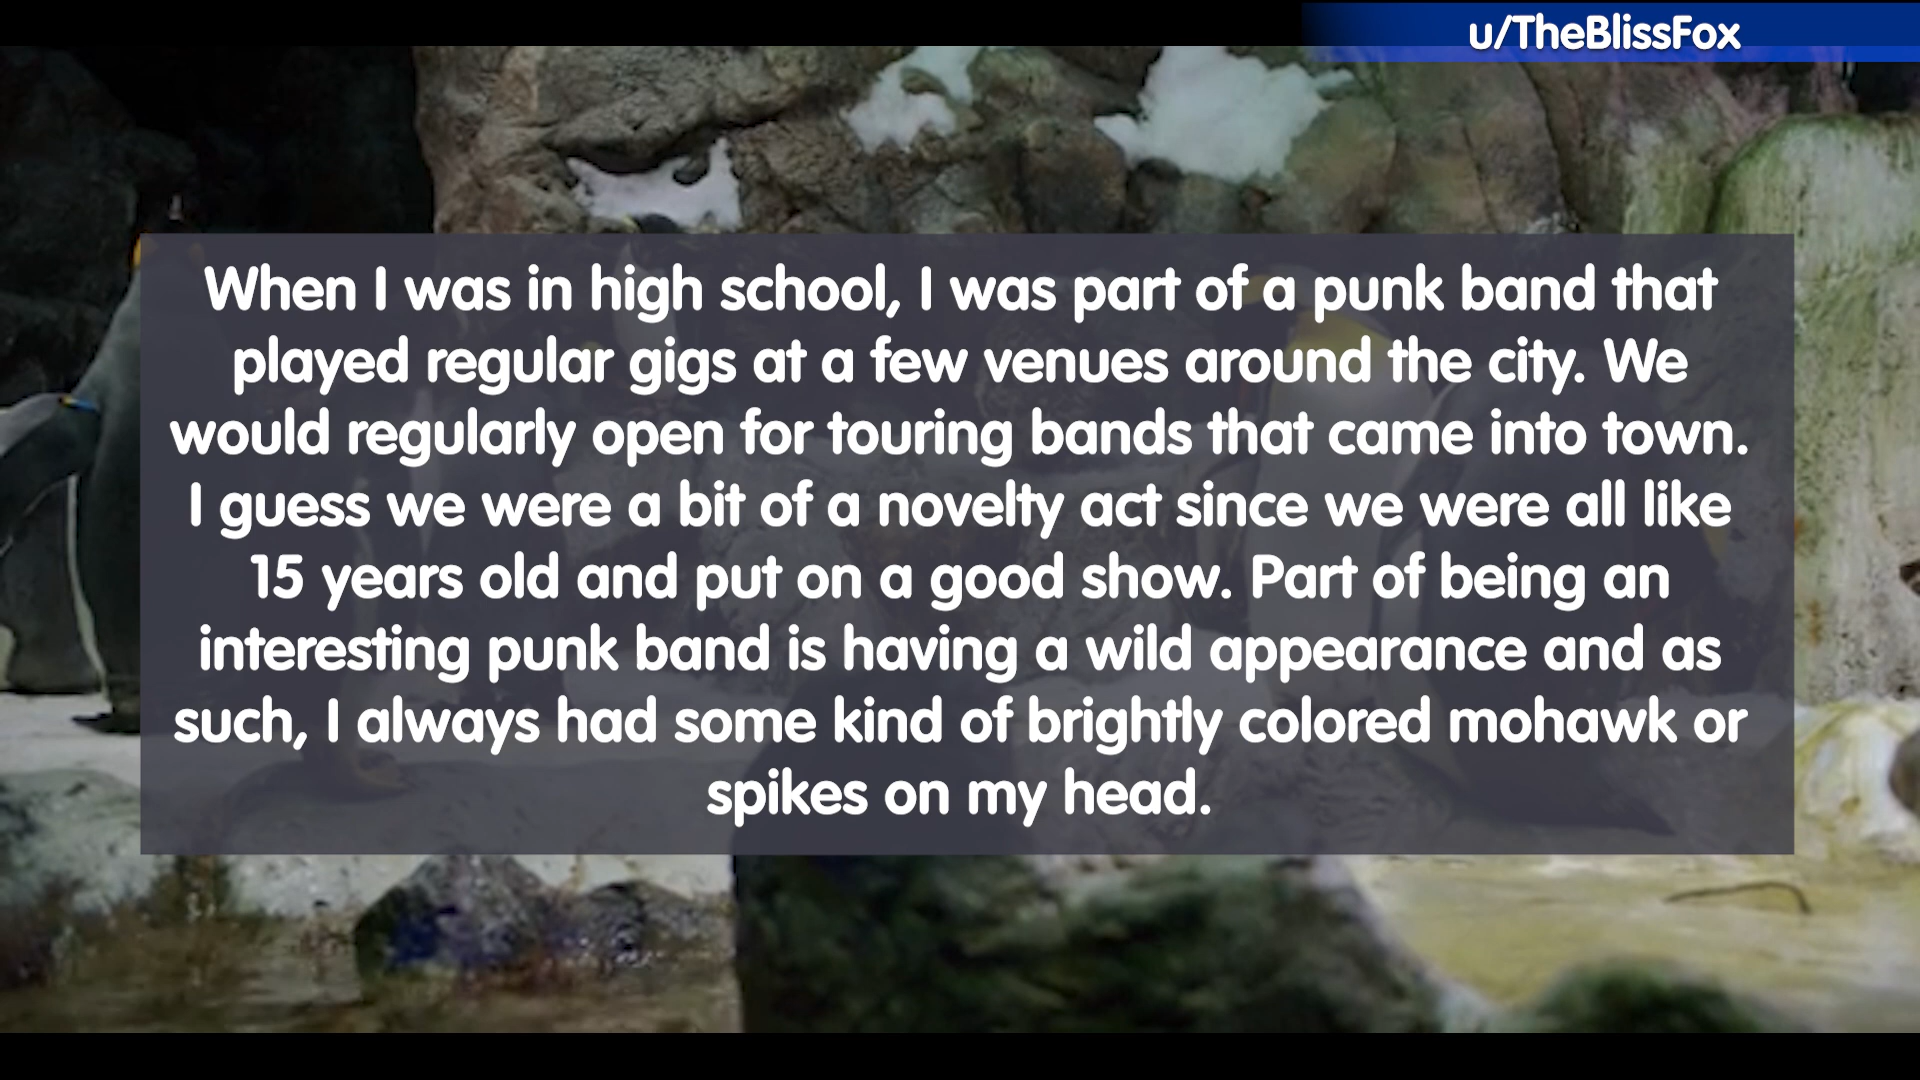 u/TheBlissFox
When I was in high school, I was part of a punk band that
played regular gigs at a few venues around the city. We
would regularly open for touring bands that came into town.
I guess we were a bit of a novelty act since we were all like
15 years old and put on a good show. Part of being an
interesting punk band is having a wild appearance and as
such, I always had some kind of brightly colored mohawk or
spikes on my head.